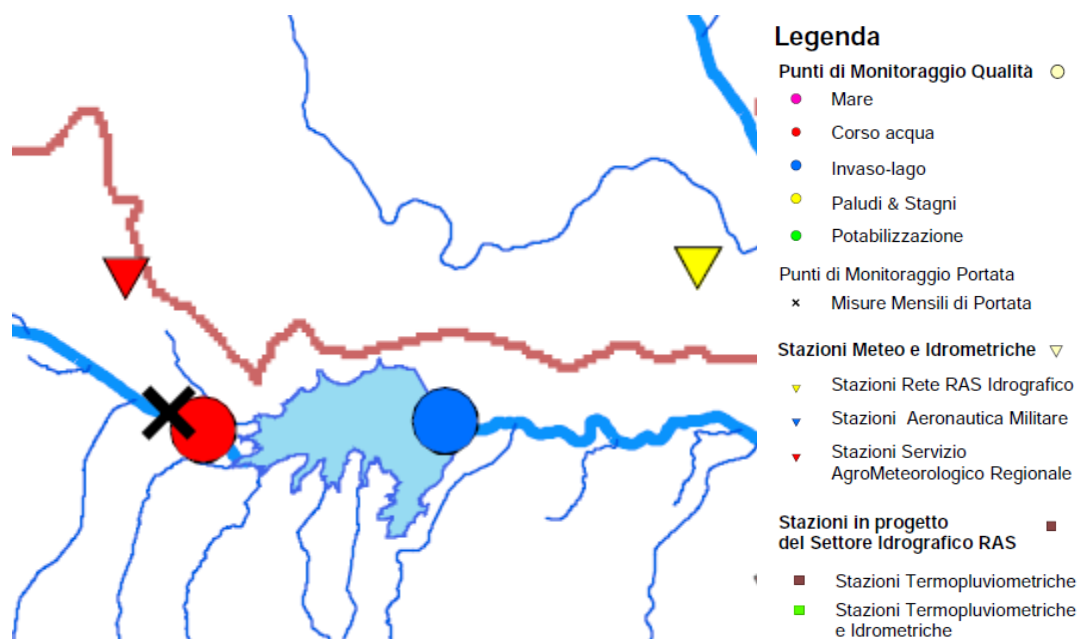 Legenda
Punti di Monitoraggio Qualità
Mare
Corso acqua
Invaso-lago
Paludi & Stagni
Potabilizzazione
Punti di Monitoraggio Portata
Misure Mensili di Portata
Stazioni Meteo e Idrometriche
Stazioni Rete RAS Idrografico
Stazioni Aeronautica Militare
Stazioni Servizio
AgroMeteorologico Regionale
Stazioni in progetto
del Settore Idrografico RAS
Stazioni Termopluviometriche
Stazioni Termopluviometriche
e Idrometriche